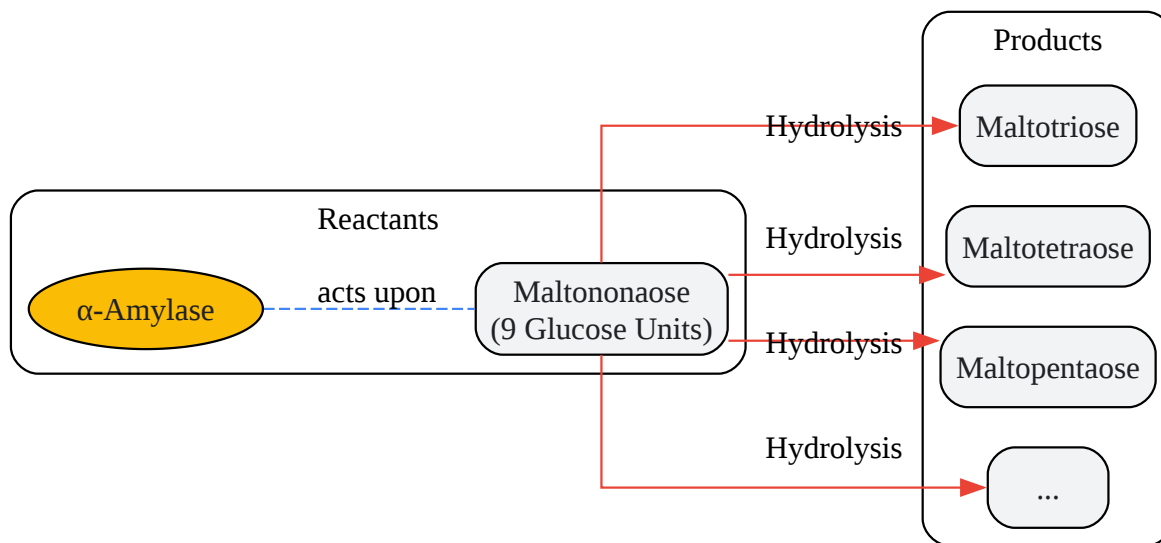 Products
Hydrolysis
Maltotriose
Reactants
Hydrolysis
Maltotetraose
α-Amylase
acts upon
Maltononaose
(9 Glucose Units)
Hydrolysis
Maltopentaose
Hydrolysis
...